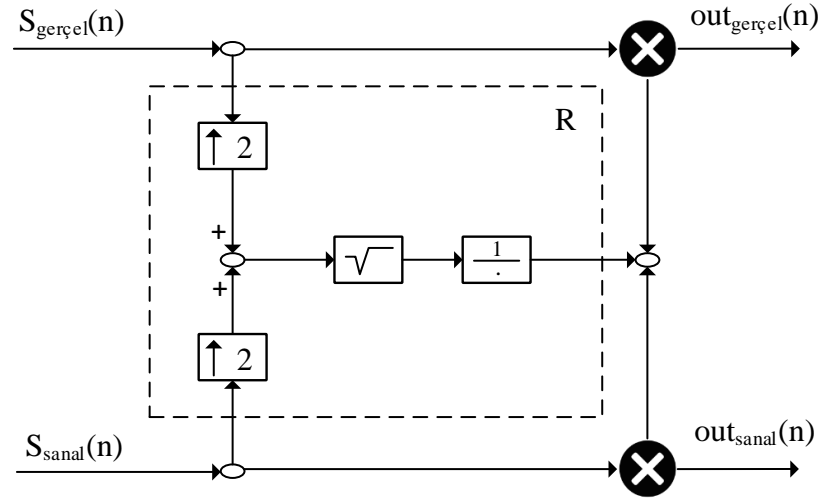 S_gerçel(n)
out_gerçel(n)
R
↑ 2
+
√
1
.
+
↑ 2
S_sanal(n)
out_sanal(n)